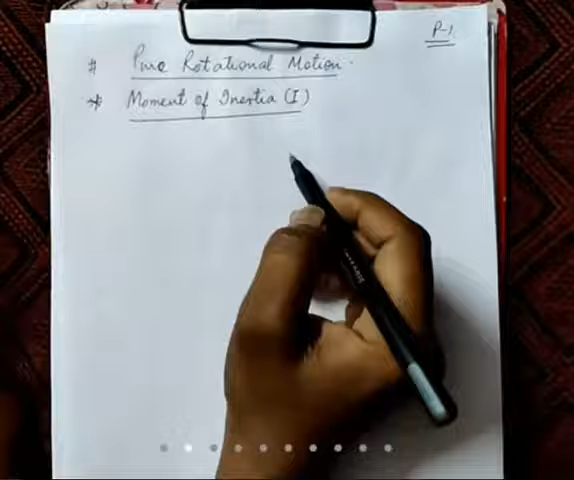 P-1
# Pure Rotational Motion.
* Moment of Inertia (I)